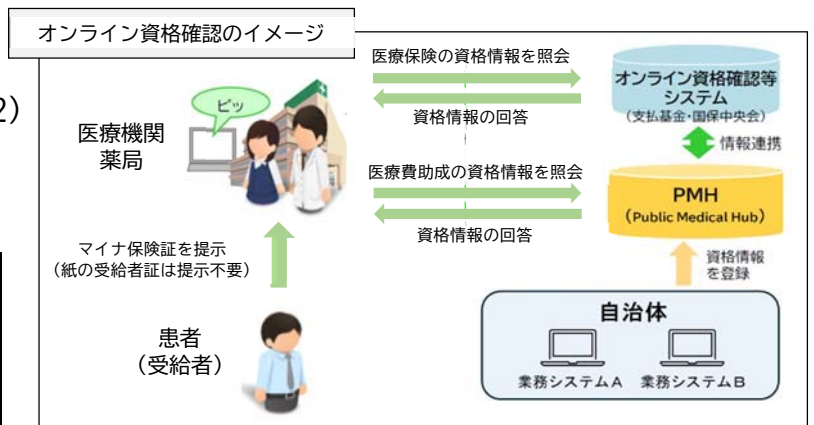 オンライン資格確認のイメージ
2)
医療機関
薬局
ピッ
医療保険の資格情報を照会
資格情報の回答
オンライン資格確認等
システム
(支払基金・国保中央会)
情報連携
医療費助成の資格情報を照会
資格情報の回答
PMH
(Public Medical Hub)
マイナ保険証を提示
(紙の受給者証は提示不要)
資格情報
を登録
患者
(受給者)
自治体
業務システムA 業務システムB